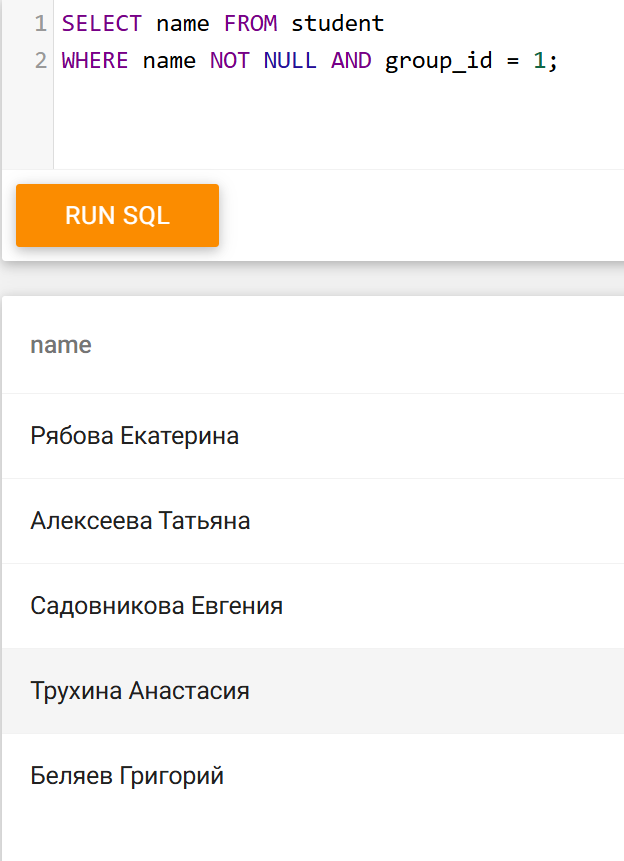 1 SELECT name FROM student
2 WHERE name NOT NULL AND group_id = 1;
RUN SQL
name
Рябова Екатерина
Алексеева Татьяна
Садовникова Евгения
Трухина Анастасия
Беляев Григорий